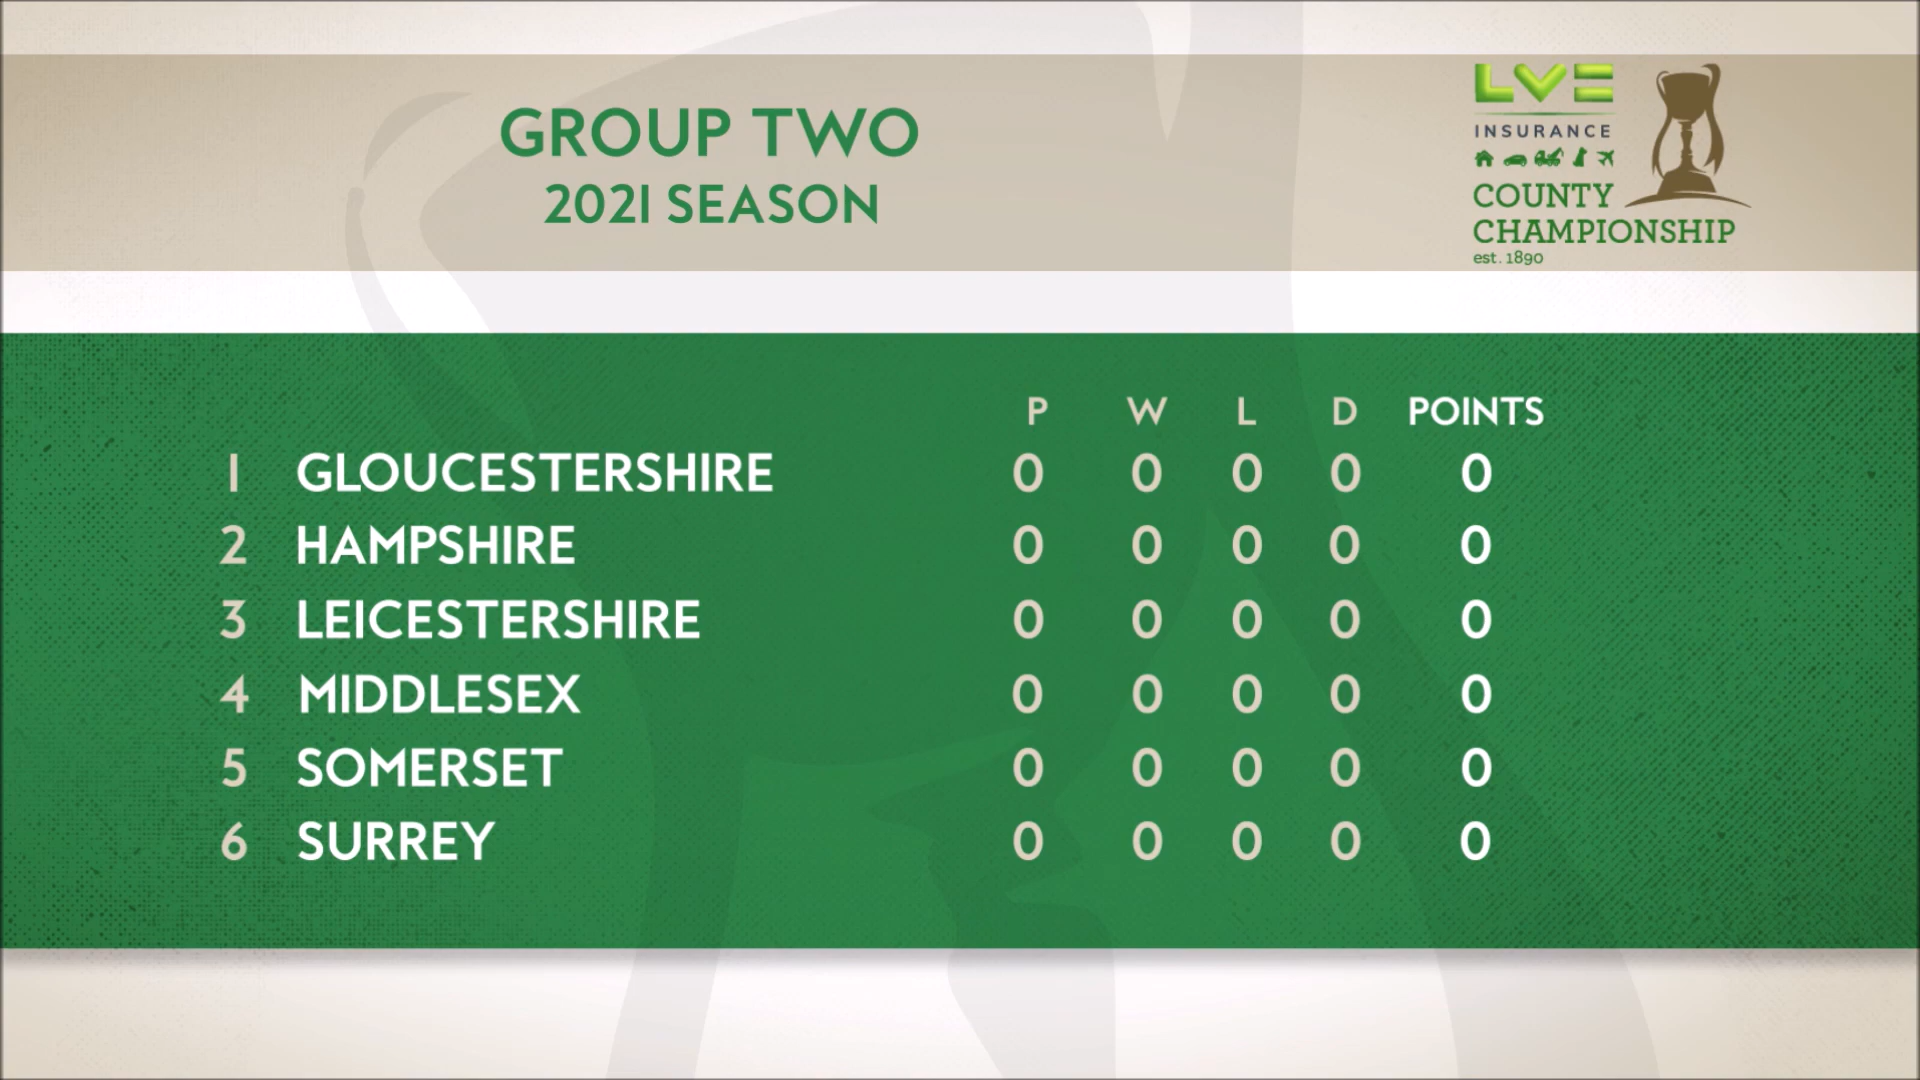 GROUP TWO
2021 SEASON
LV=
INSURANCE
COUNTY
CHAMPIONSHIP
est. 1890
P W L D POINTS
1 GLOUCESTERSHIRE 0 0 0 0 0
2 HAMPSHIRE 0 0 0 0 0
3 LEICESTERSHIRE 0 0 0 0 0
4 MIDDLESEX 0 0 0 0 0
5 SOMERSET 0 0 0 0 0
6 SURREY 0 0 0 0 0